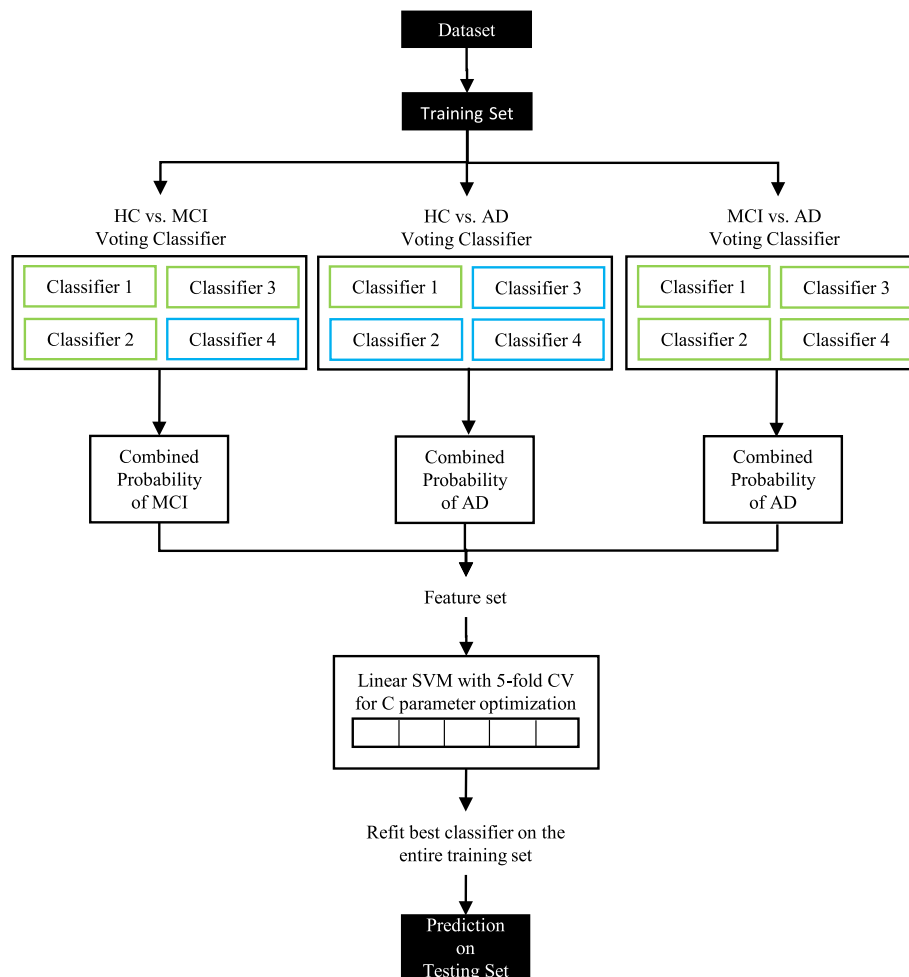 Dataset
Training Set
HC vs. MCI
Voting Classifier
HC vs. AD
Voting Classifier
MCI vs. AD
Voting Classifier
Classifier 1
Classifier 3
Classifier 2
Classifier 4
Classifier 1
Classifier 3
Classifier 2
Classifier 4
Classifier 1
Classifier 3
Classifier 2
Classifier 4
Combined
Probability
of MCI
Combined
Probability
of AD
Combined
Probability
of AD
Feature set
Linear SVM with 5-fold CV
for C parameter optimization
Refit best classifier on the
entire training set
Prediction
on
Testing Set